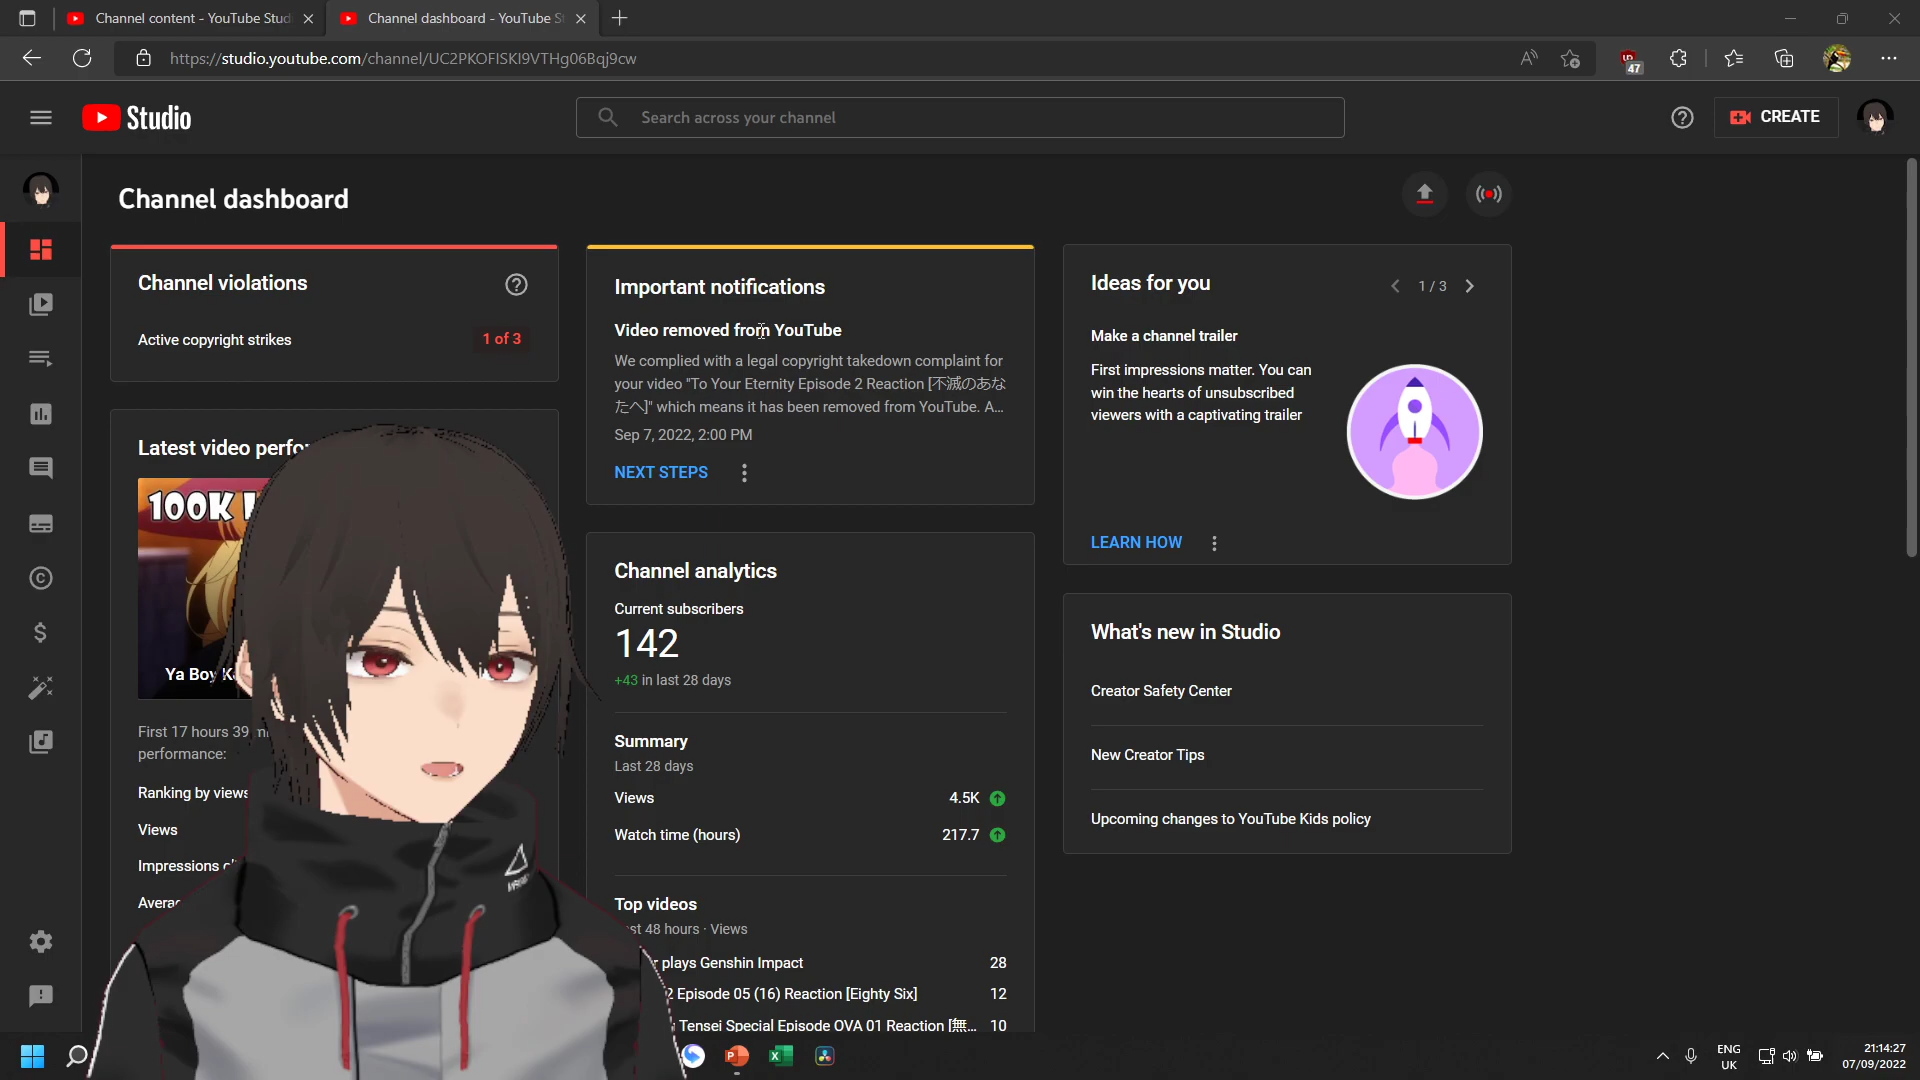 Channel content - YouTube Stud
Channel dashboard - YouTube S
https://studio.youtube.com/channel/UC2PKOFISKI9VTHg06Bqj9cw
47
Studio
Search across your channel
CREATE
Channel dashboard
Channel violations
Active copyright strikes
1 of 3
Important notifications
Video removed from YouTube
We complied with a legal copyright takedown complaint for
your video "To Your Eternity Episode 2 Reaction [不滅のあな
たへ]" which means it has been removed from YouTube. A...
Sep 7, 2022, 2:00 PM
NEXT STEPS
Ideas for you
1 / 3
Make a channel trailer
First impressions matter. You can
win the hearts of unsubscribed
viewers with a captivating trailer
LEARN HOW
Latest video perfo
100K
Ya Boy K
First 17 hours 39
performance:
Ranking by views
Views
Impressions
Averag
Channel analytics
Current subscribers
142
+43 in last 28 days
Summary
Last 28 days
Views
4.5K
Watch time (hours)
217.7
Top videos
st 48 hours · Views
plays Genshin Impact
28
2 Episode 05 (16) Reaction [Eighty Six]
12
Tensei Special Episode OVA 01 Reaction [無...
10
What's new in Studio
Creator Safety Center
New Creator Tips
Upcoming changes to YouTube Kids policy
ENG
UK
21:14:27
07/09/2022